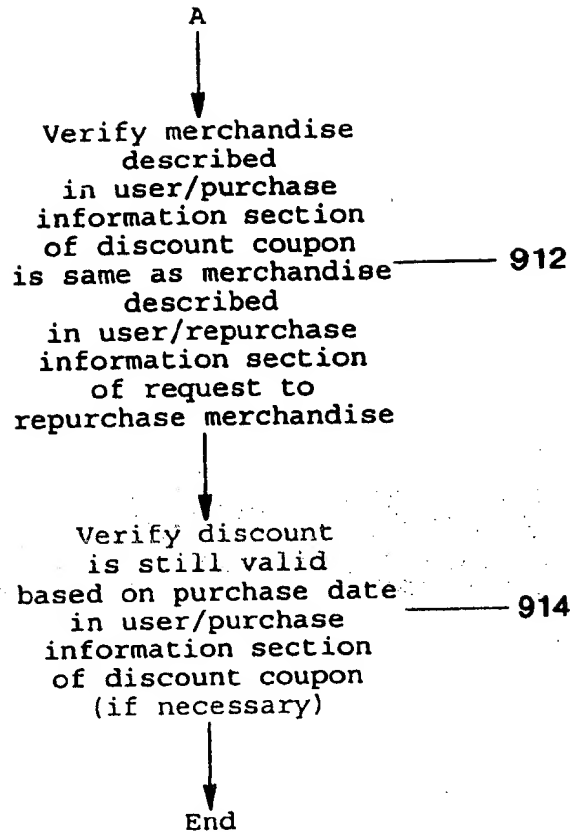 A
Verify merchandise
described
in user/purchase
information section
of discount coupon
is same as merchandise 912
described
in user/repurchase
information section
of request to
repurchase merchandise
Verify discount
is still valid
based on purchase date 914
in user/purchase
information section
of discount coupon
(if necessary)
End